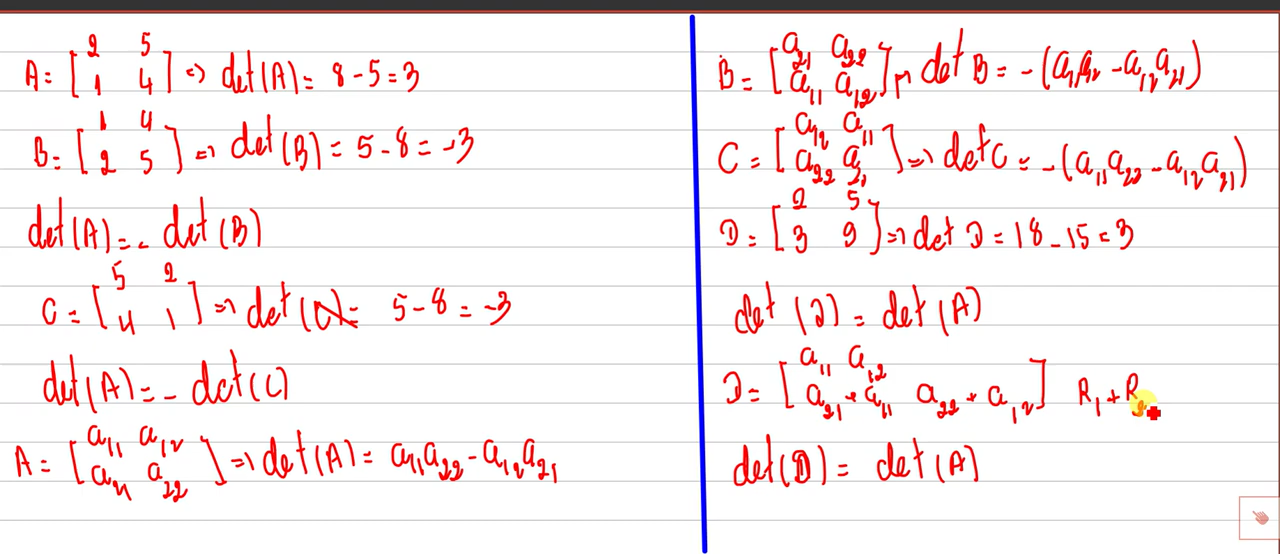 A = [2 5
1 4] => det(A) = 8 - 5 = 3
B = [1 4
2 5] => det(B) = 5 - 8 = -3
det(A) = - det(B)
C = [5 2
4 1] => det(C) = 5 - 8 = -3
det(A) = - det(C)
A = [a₁₁ a₁₂
a₂₁ a₂₂] => det(A) = a₁₁a₂₂ - a₁₂a₂₁
B = [a₂₁ a₂₂
a₁₁ a₁₂] => det B = -(a₁₁a₂₂ - a₁₂a₂₁)
C = [a₁₂ a₁₁
a₂₂ a₂₁] => det C = -(a₁₁a₂₂ - a₁₂a₂₁)
D = [2 5
3 9] => det D = 18 - 15 = 3
det(D) = det(A)
D = [a₁₁ a₁₂
a₂₁ + a₁₁ a₂₂ + a₁₂] R₁ + R₂
det(D) = det(A)